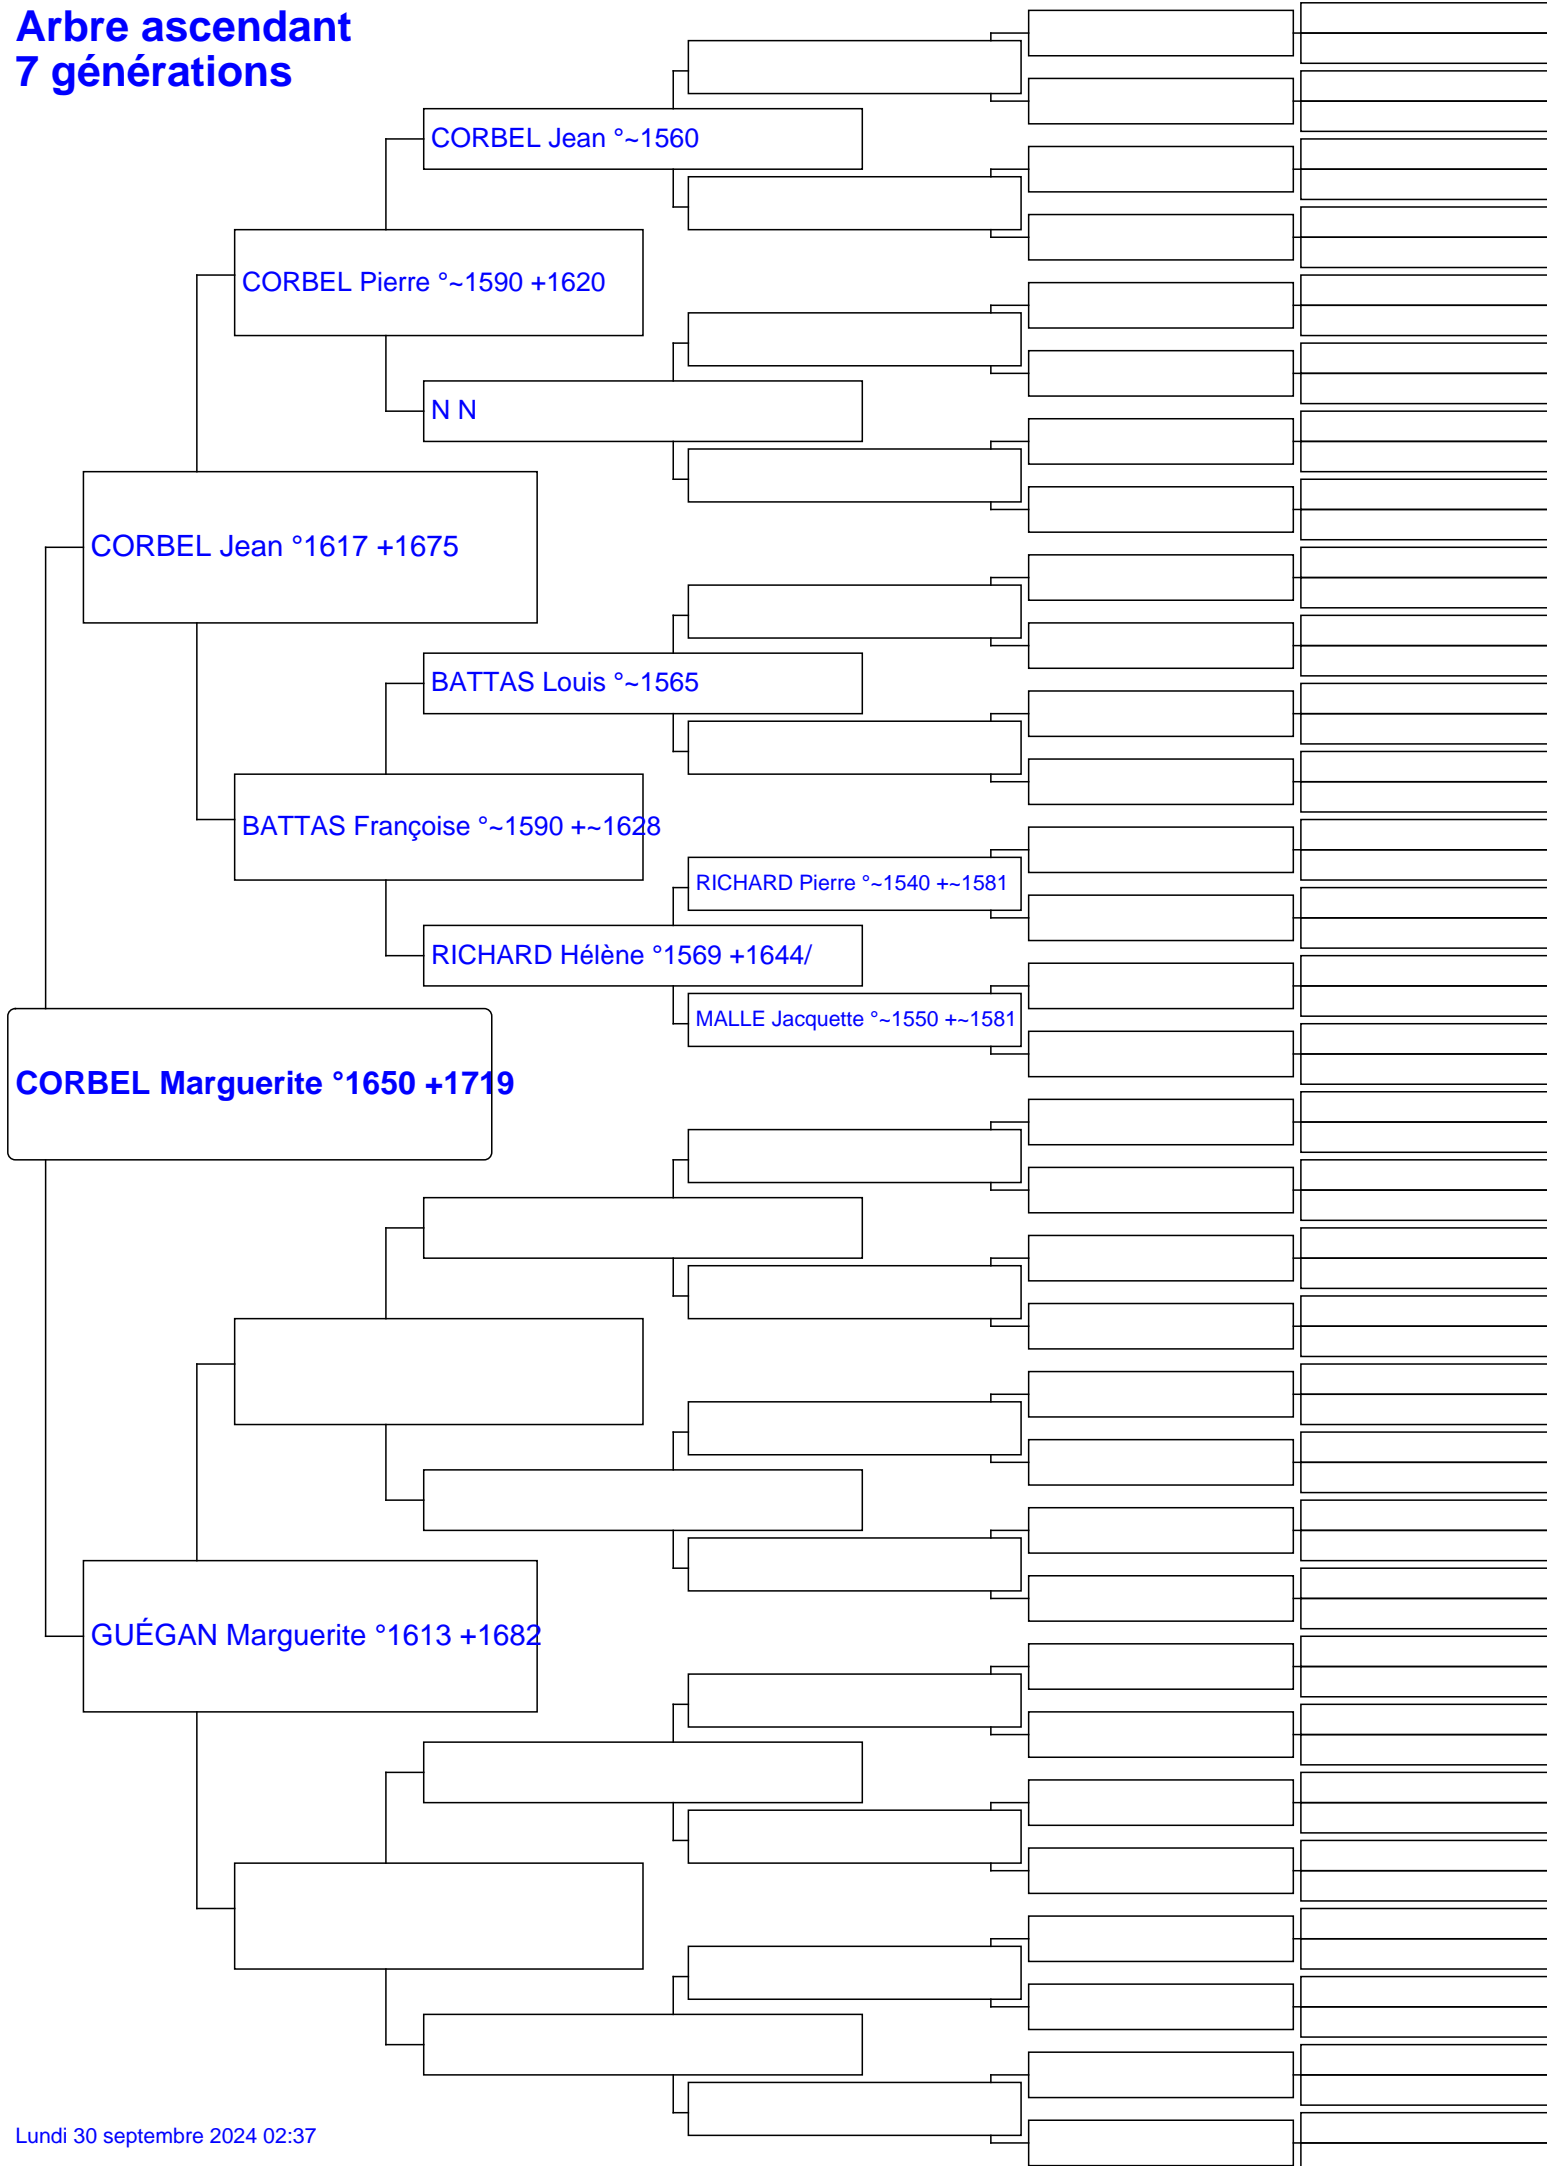 Arbre ascendant
7 générations
CORBEL Jean °~1560
CORBEL Pierre °~1590 +1620
N N
CORBEL Jean °1617 +1675
BATTAS Louis °~1565
BATTAS Françoise °~1590 +~1628
RICHARD Pierre °~1540 +~1581
RICHARD Hélène °1569 +1644/
MALLE Jacquette °~1550 +~1581
CORBEL Marguerite °1650 +1719
GUÉGAN Marguerite °1613 +1682
Lundi 30 septembre 2024 02:37